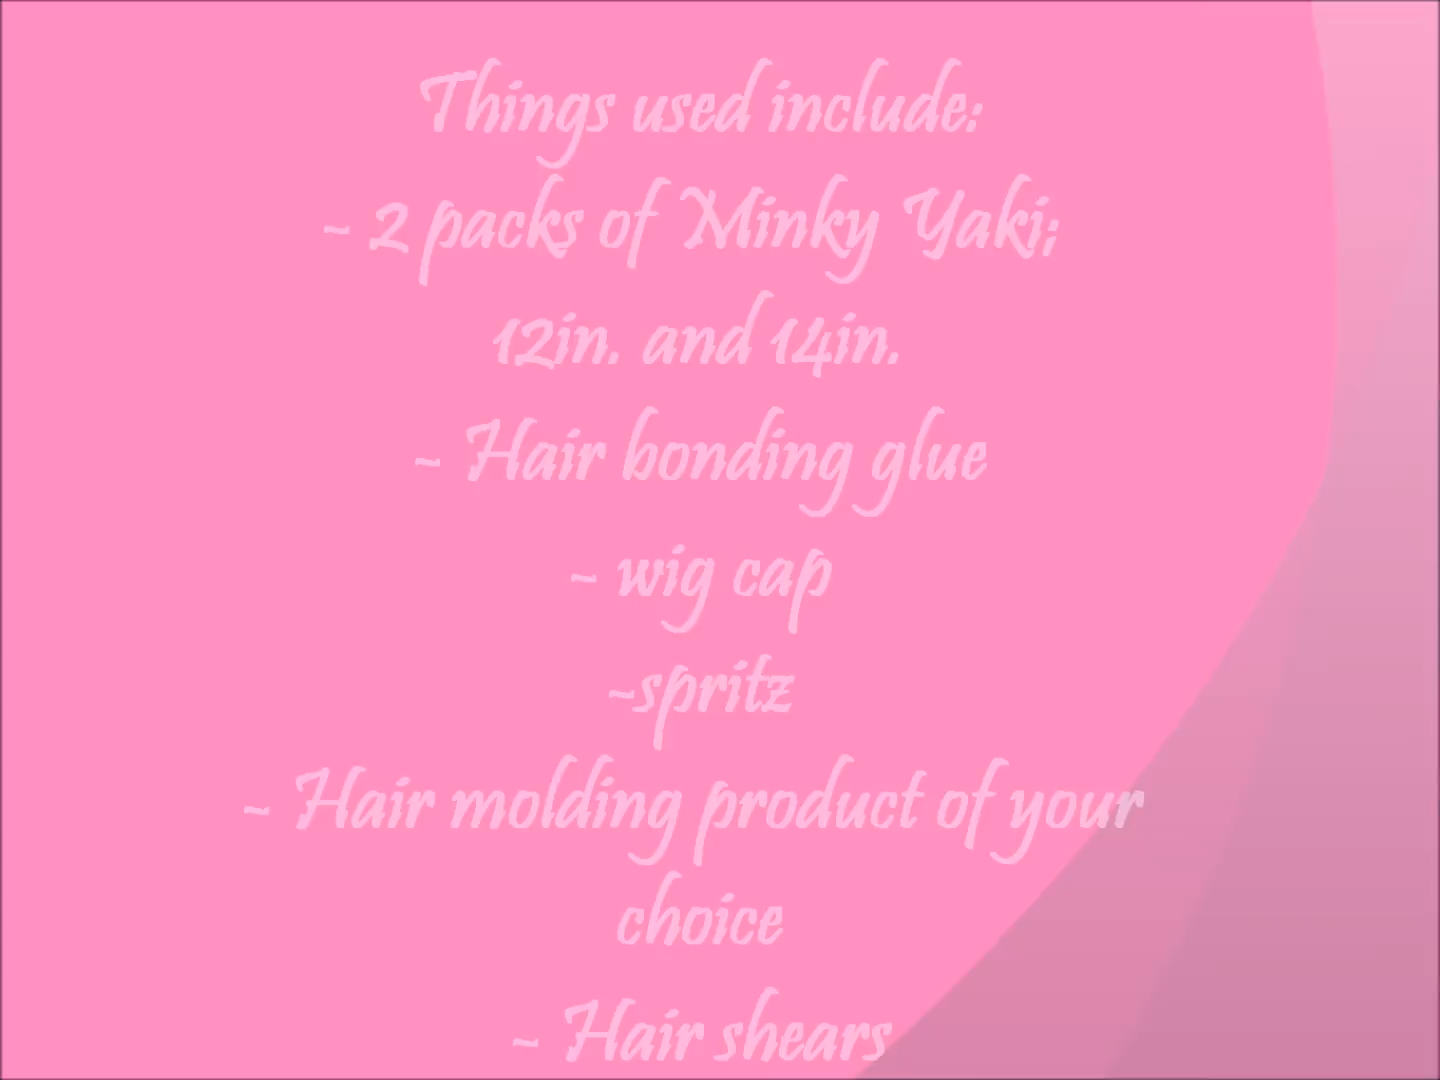 Things used include:
~ 2 packs of Minky Yaki;
12in. and 14in.
~ Hair bonding glue
~ wig cap
~spritz
~ Hair molding product of your
choice
~ Hair shears